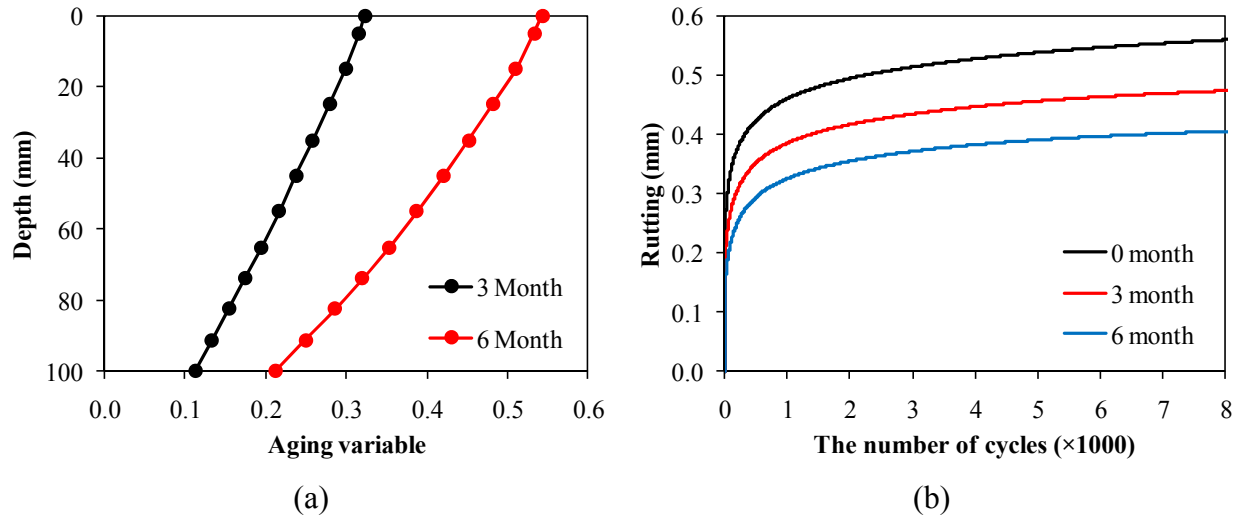 0
20
40
60
80
100
Depth (mm)
0.0 0.1 0.2 0.3 0.4 0.5 0.6
Aging variable
3 Month
6 Month
(a)
0.6
0.5
0.4
0.3
0.2
0.1
0.0
Rutting (mm)
0 1 2 3 4 5 6 7 8
The number of cycles (×1000)
0 month
3 month
6 month
(b)